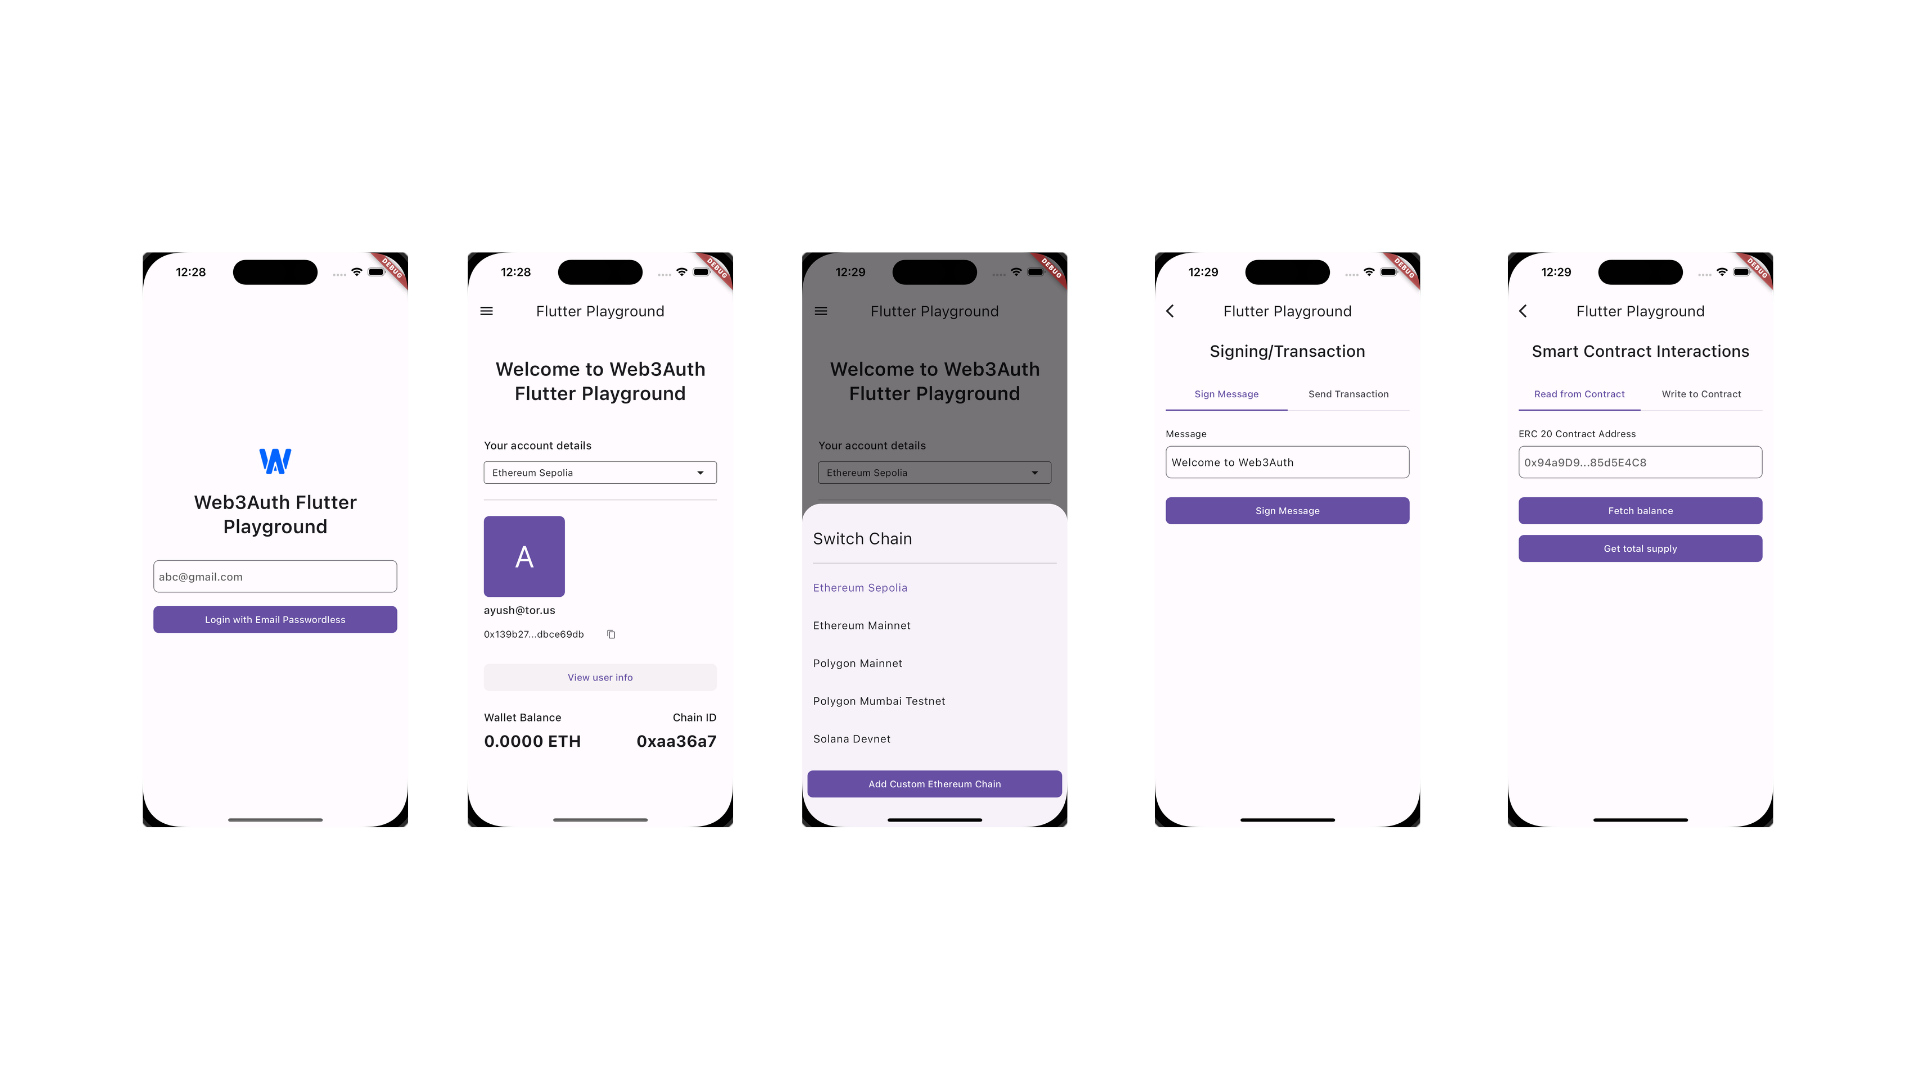 12:28
DEBUG
Web3Auth Flutter
Playground
abc@gmail.com
Login with Email Passwordless
12:28
DEBUG
Flutter Playground
Welcome to Web3Auth
Flutter Playground
Your account details
Ethereum Sepolia
A
ayush@tor.us
0x139b27...dbce69db
View user info
Wallet Balance Chain ID
0.0000 ETH 0xaa36a7
12:29
DEBUG
Flutter Playground
Welcome to Web3Auth
Flutter Playground
Your account details
Ethereum Sepolia
Switch Chain
Ethereum Sepolia
Ethereum Mainnet
Polygon Mainnet
Polygon Mumbai Testnet
Solana Devnet
Add Custom Ethereum Chain
12:29
DEBUG
Flutter Playground
Signing/Transaction
Sign Message Send Transaction
Message
Welcome to Web3Auth
Sign Message
12:29
DEBUG
Flutter Playground
Smart Contract Interactions
Read from Contract Write to Contract
ERC 20 Contract Address
0x94a9D9...85d5E4C8
Fetch balance
Get total supply